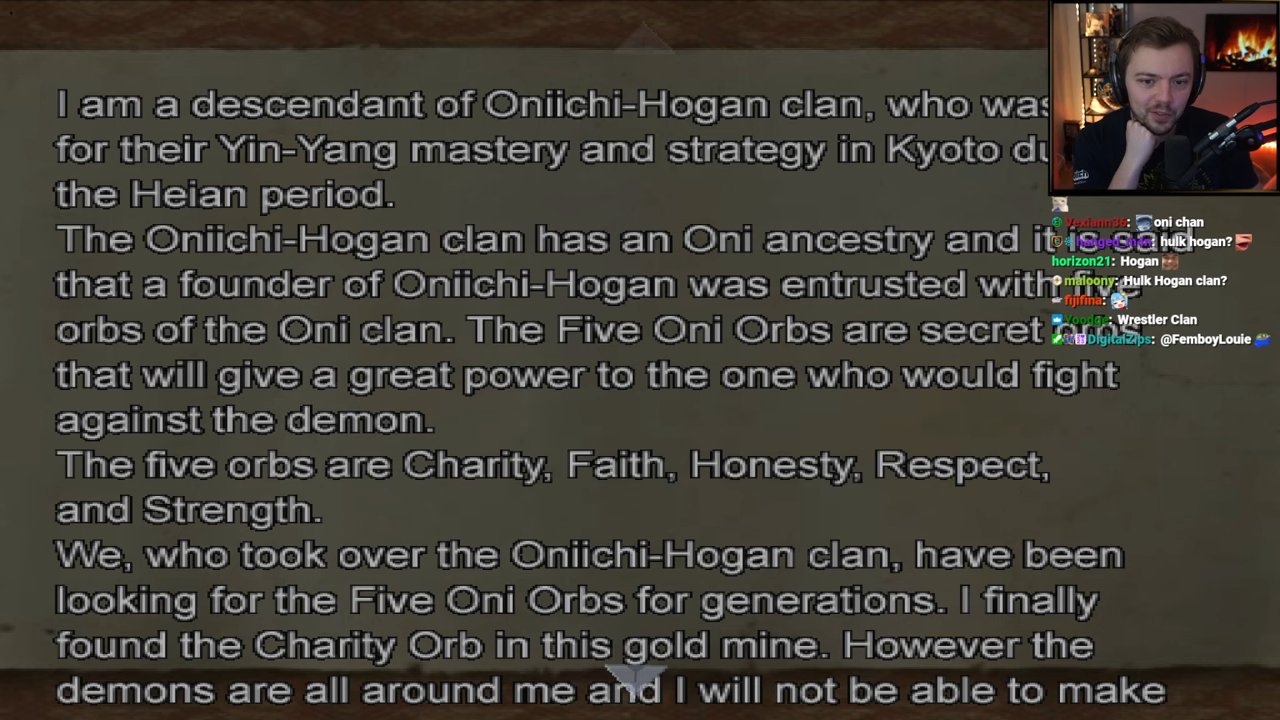 I am a descendant of Oniichi-Hogan clan, who was
for their Yin-Yang mastery and strategy in Kyoto du
the Heian period.
The Oniichi-Hogan clan has an Oni ancestry and it
that a founder of Oniichi-Hogan was entrusted with five
orbs of the Oni clan. The Five Oni Orbs are secret orbs
that will give a great power to the one who would fight
against the demon.
The five orbs are Charity, Faith, Honesty, Respect,
and Strength.
We, who took over the Oniichi-Hogan clan, have been
looking for the Five Oni Orbs for generations. I finally
found the Charity Orb in this gold mine. However the
demons are all around me and I will not be able to make
Vexiann36: oni chan
hanged_man: hulk hogan?
horizon21: Hogan
maloony: Hulk Hogan clan?
fijifina:
Wrestler Clan
DigitalZips: @FemboyLouie